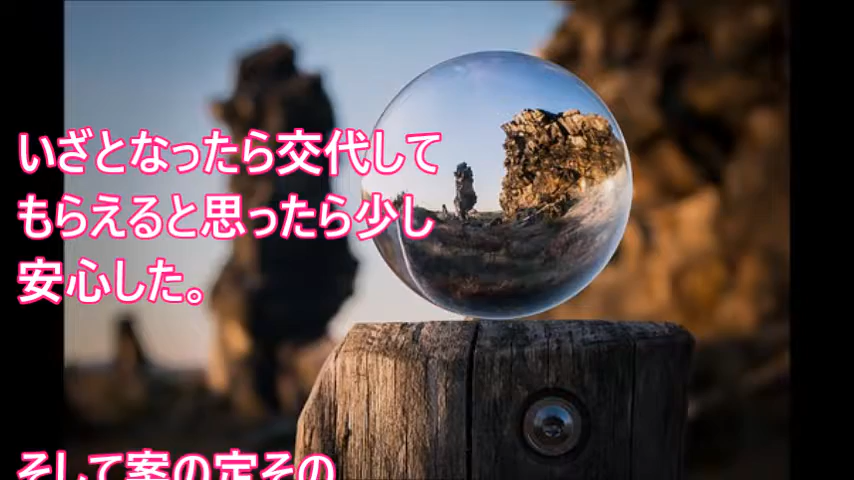 いざとなったら交代して
もらえると思ったら少し
安心した。
そして案の定その